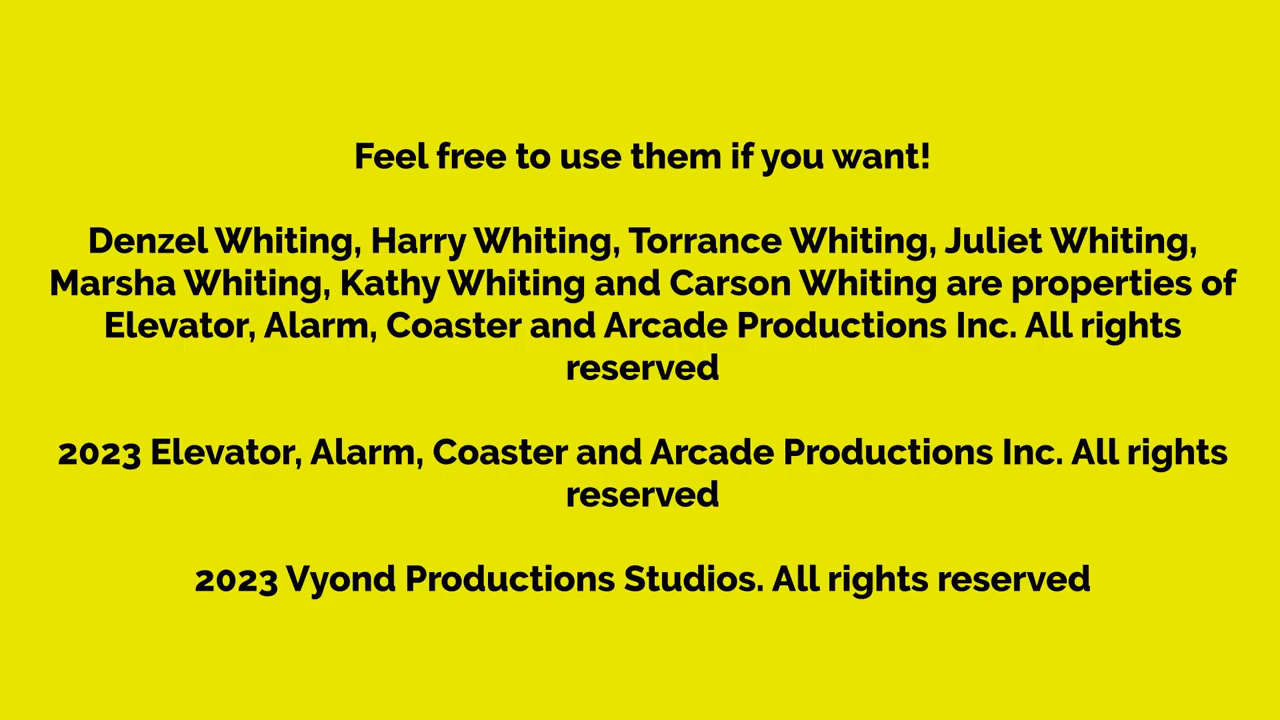 Feel free to use them if you want!
Denzel Whiting, Harry Whiting, Torrance Whiting, Juliet Whiting,
Marsha Whiting, Kathy Whiting and Carson Whiting are properties of
Elevator, Alarm, Coaster and Arcade Productions Inc. All rights
reserved
2023 Elevator, Alarm, Coaster and Arcade Productions Inc. All rights
reserved
2023 Vyond Productions Studios. All rights reserved